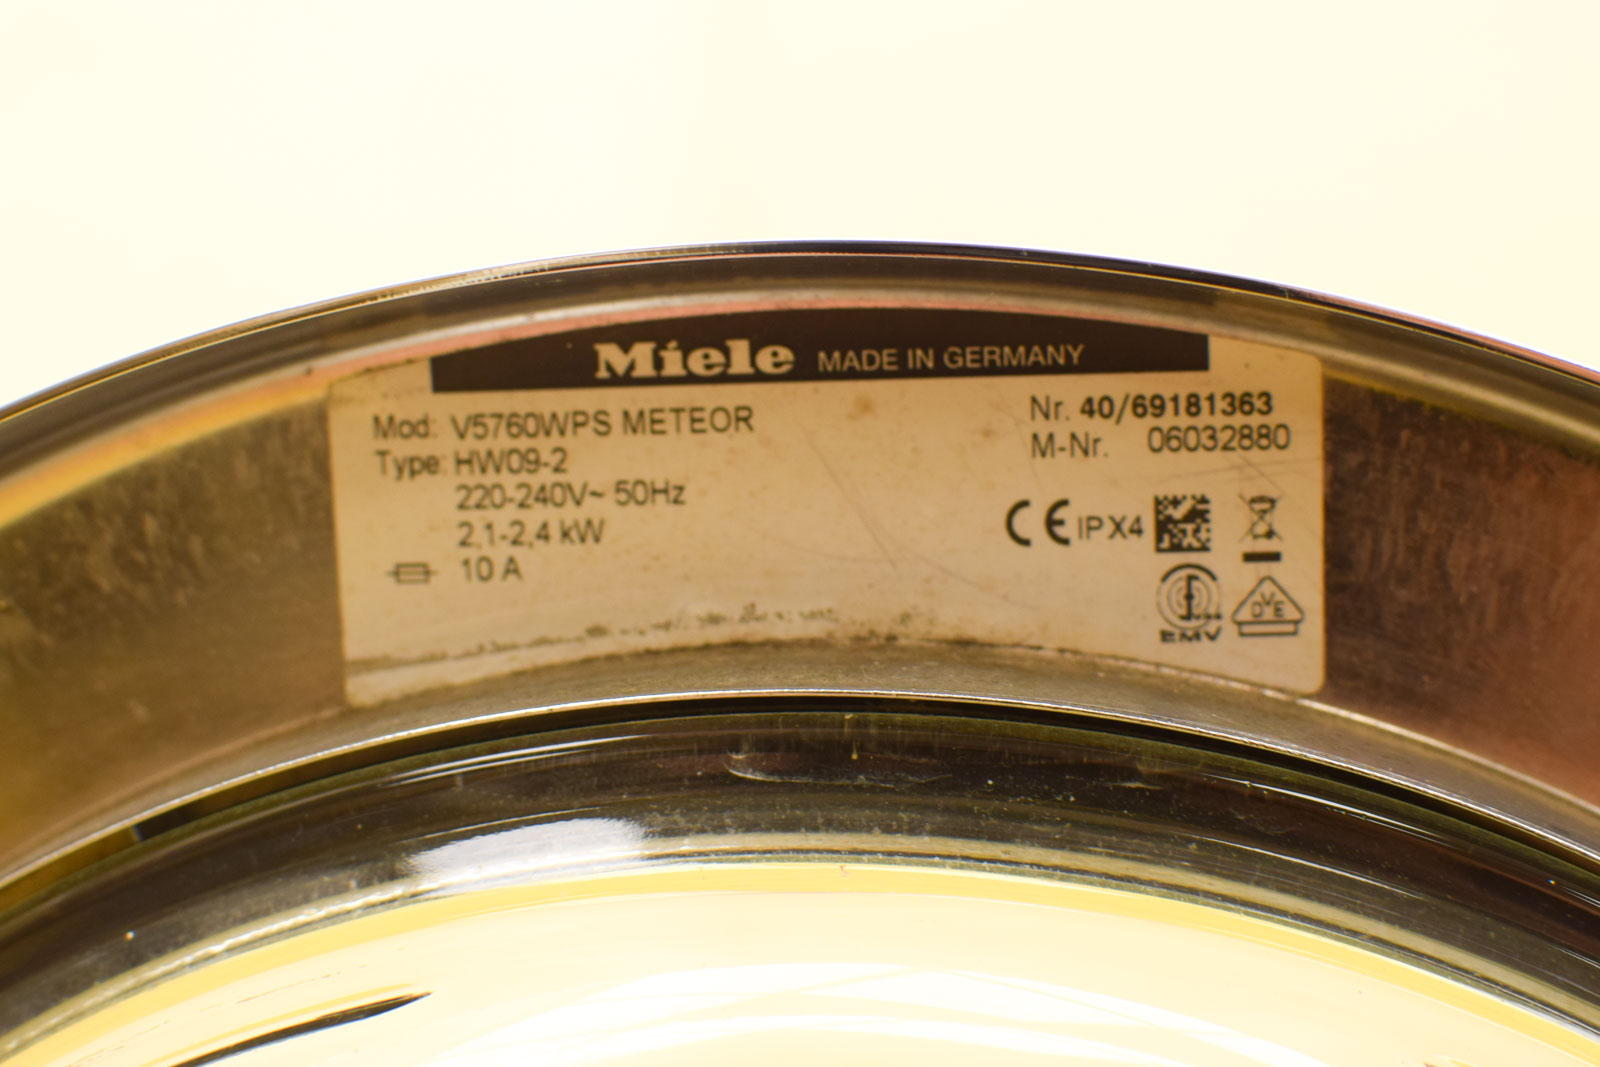 Miele MADE IN GERMANY
Mod: V5760WPS METEOR
Nr. 40/69181363
Type: HW09-2
M-Nr. 06032880
220-240V~ 50Hz
2,1-2,4 kW
10 A
CE IPX4
DVE
EMV